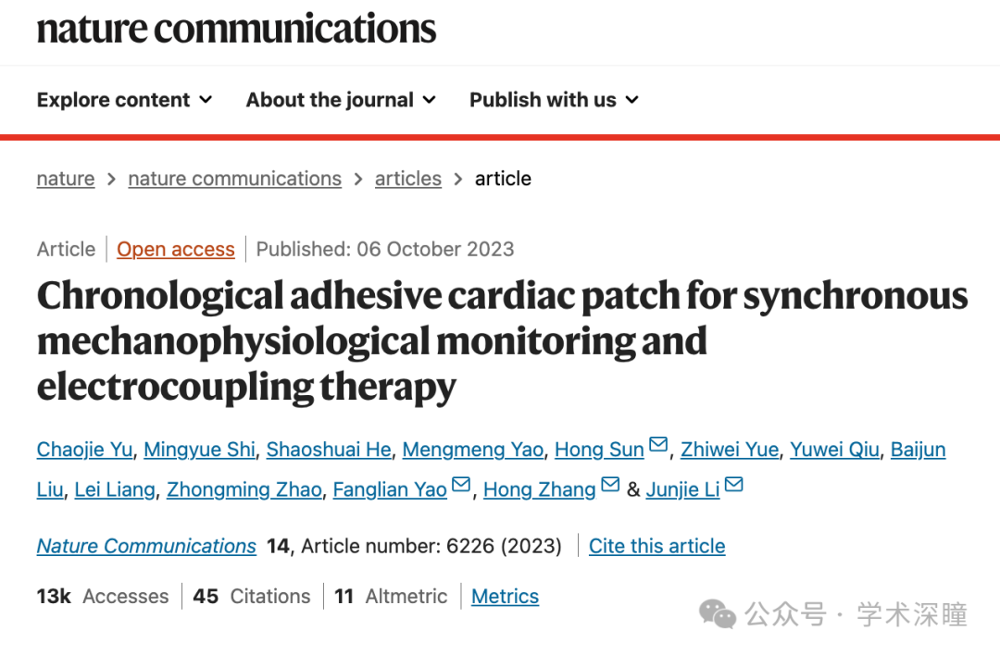 nature communications
Explore content About the journal Publish with us
nature > nature communications > articles > article
Article | Open access | Published: 06 October 2023
Chronological adhesive cardiac patch for synchronous
mechanophysiological monitoring and
electrocoupling therapy
Chaojie Yu, Mingyue Shi, Shaoshuai He, Mengmeng Yao, Hong Sun, Zhiwei Yue, Yuwei Qiu, Baijun
Liu, Lei Liang, Zhongming Zhao, Fanglian Yao, Hong Zhang & Junjie Li
Nature Communications 14, Article number: 6226 (2023) | Cite this article
13k Accesses | 45 Citations | 11 Altmetric | Metrics
公众号 · 学术深瞳